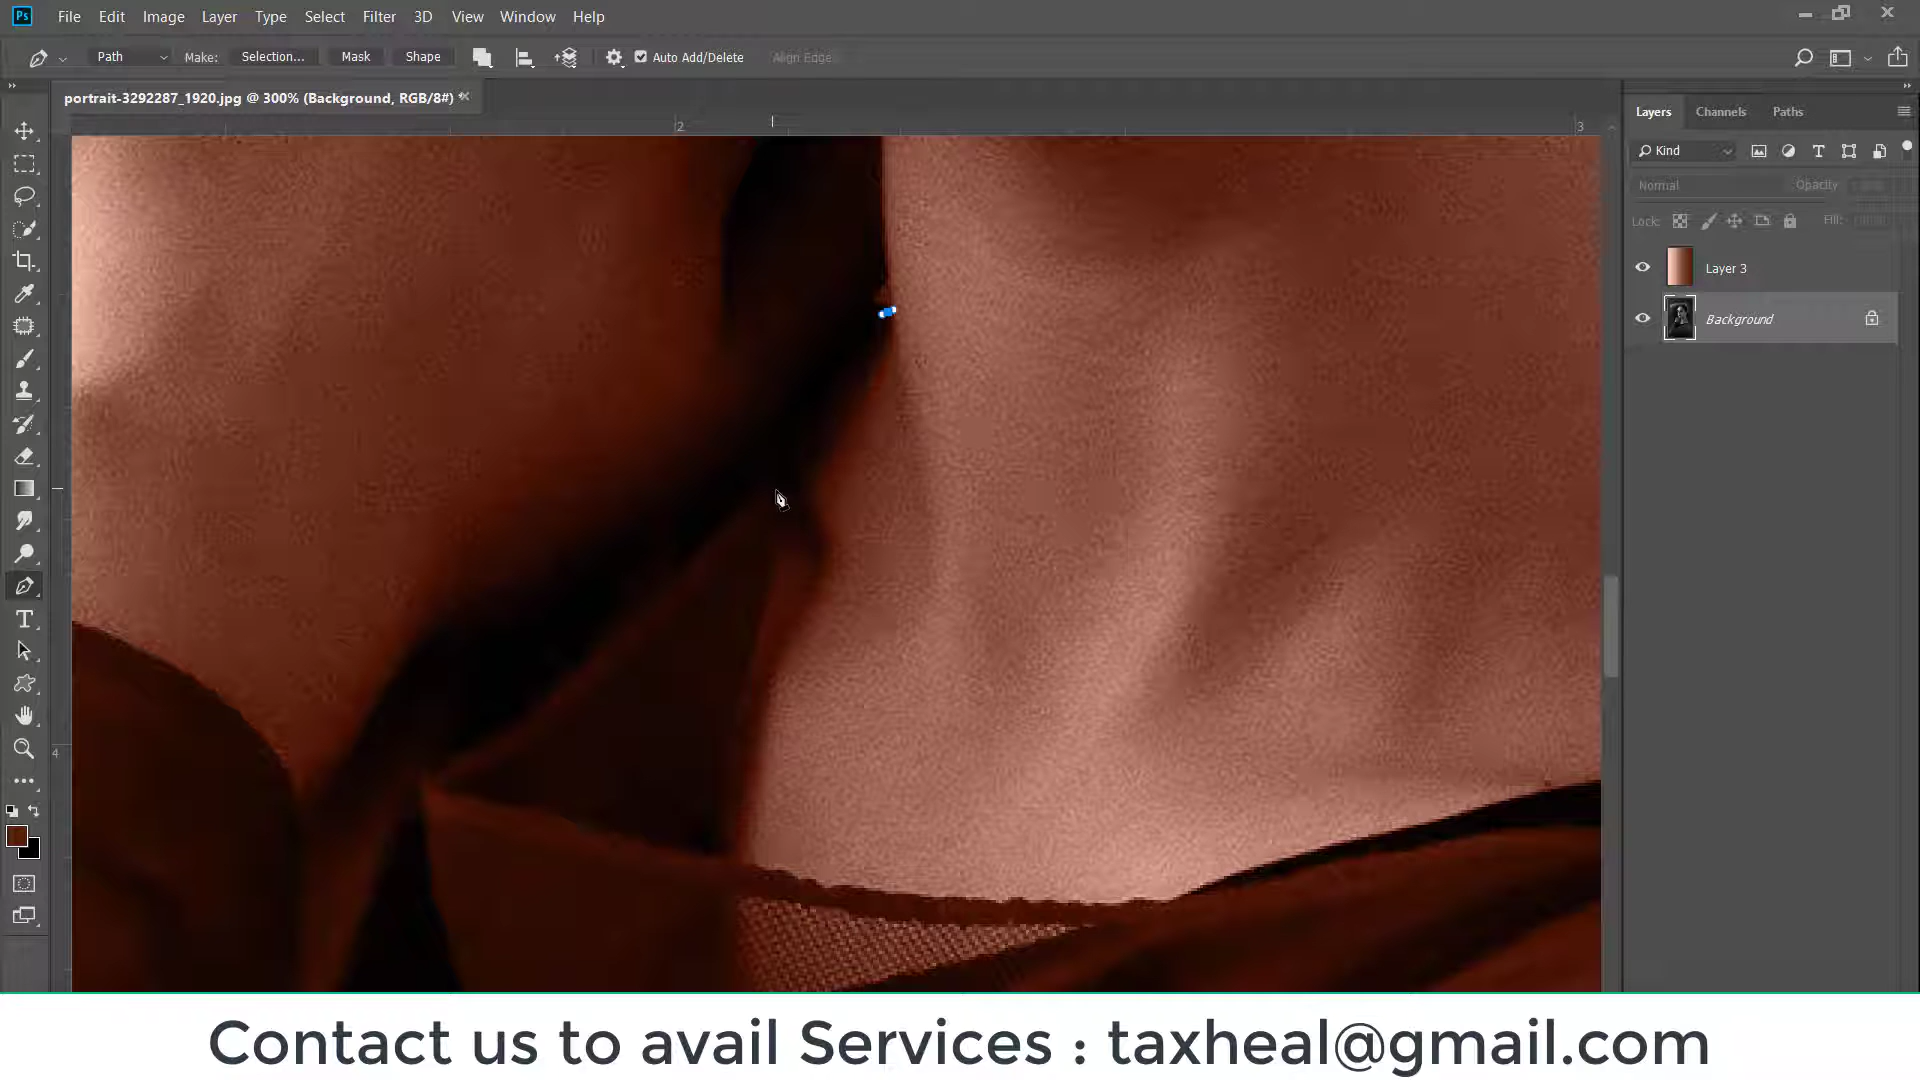 Ps File Edit Image Layer Type Select Filter 3D View Window Help
Path Make: Selection... Mask Shape Auto Add/Delete Align Edges
portrait-3292287_1920.jpg @ 300% (Background, RGB/8#) *
2 3
4
Layers Channels Paths
Kind
Normal Opacity
Lock: Fill:
Layer 3
Background
Contact us to avail Services : taxheal@gmail.com